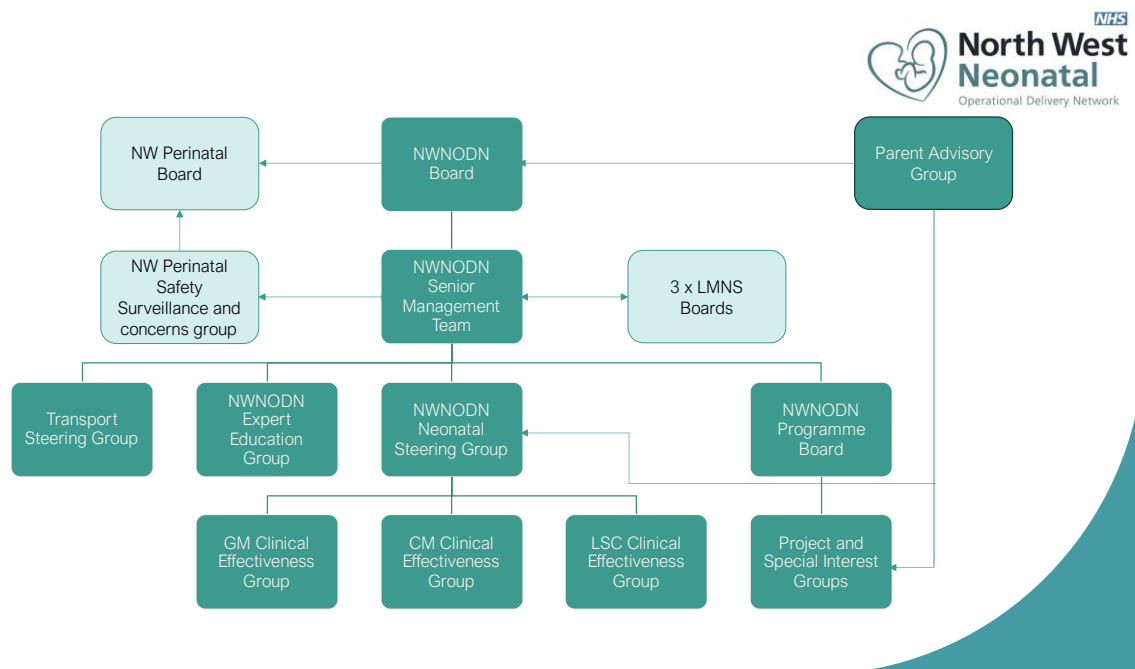 NHS
North West
Neonatal
Operational Delivery Network
NW Perinatal
Board
NWNODN
Board
Parent Advisory
Group
NW Perinatal
Safety
Surveillance and
concerns group
NWNODN
Senior
Management
Team
3 x LMNS
Boards
Transport
Steering Group
NWNODN
Expert
Education
Group
NWNODN
Neonatal
Steering Group
NWNODN
Programme
Board
GM Clinical
Effectiveness
Group
CM Clinical
Effectiveness
Group
LSC Clinical
Effectiveness
Group
Project and
Special Interest
Groups